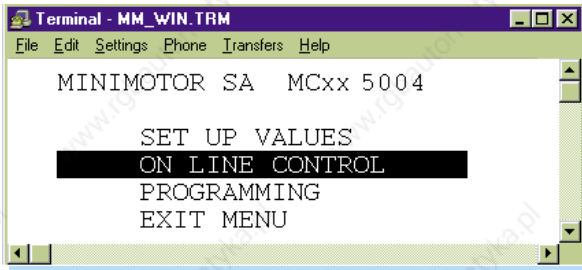 Terminal - MM_WIN.TRM
File Edit Settings Phone Transfers Help
MINIMOTOR SA MCxx 5004
SET UP VALUES
ON LINE CONTROL
PROGRAMMING
EXIT MENU